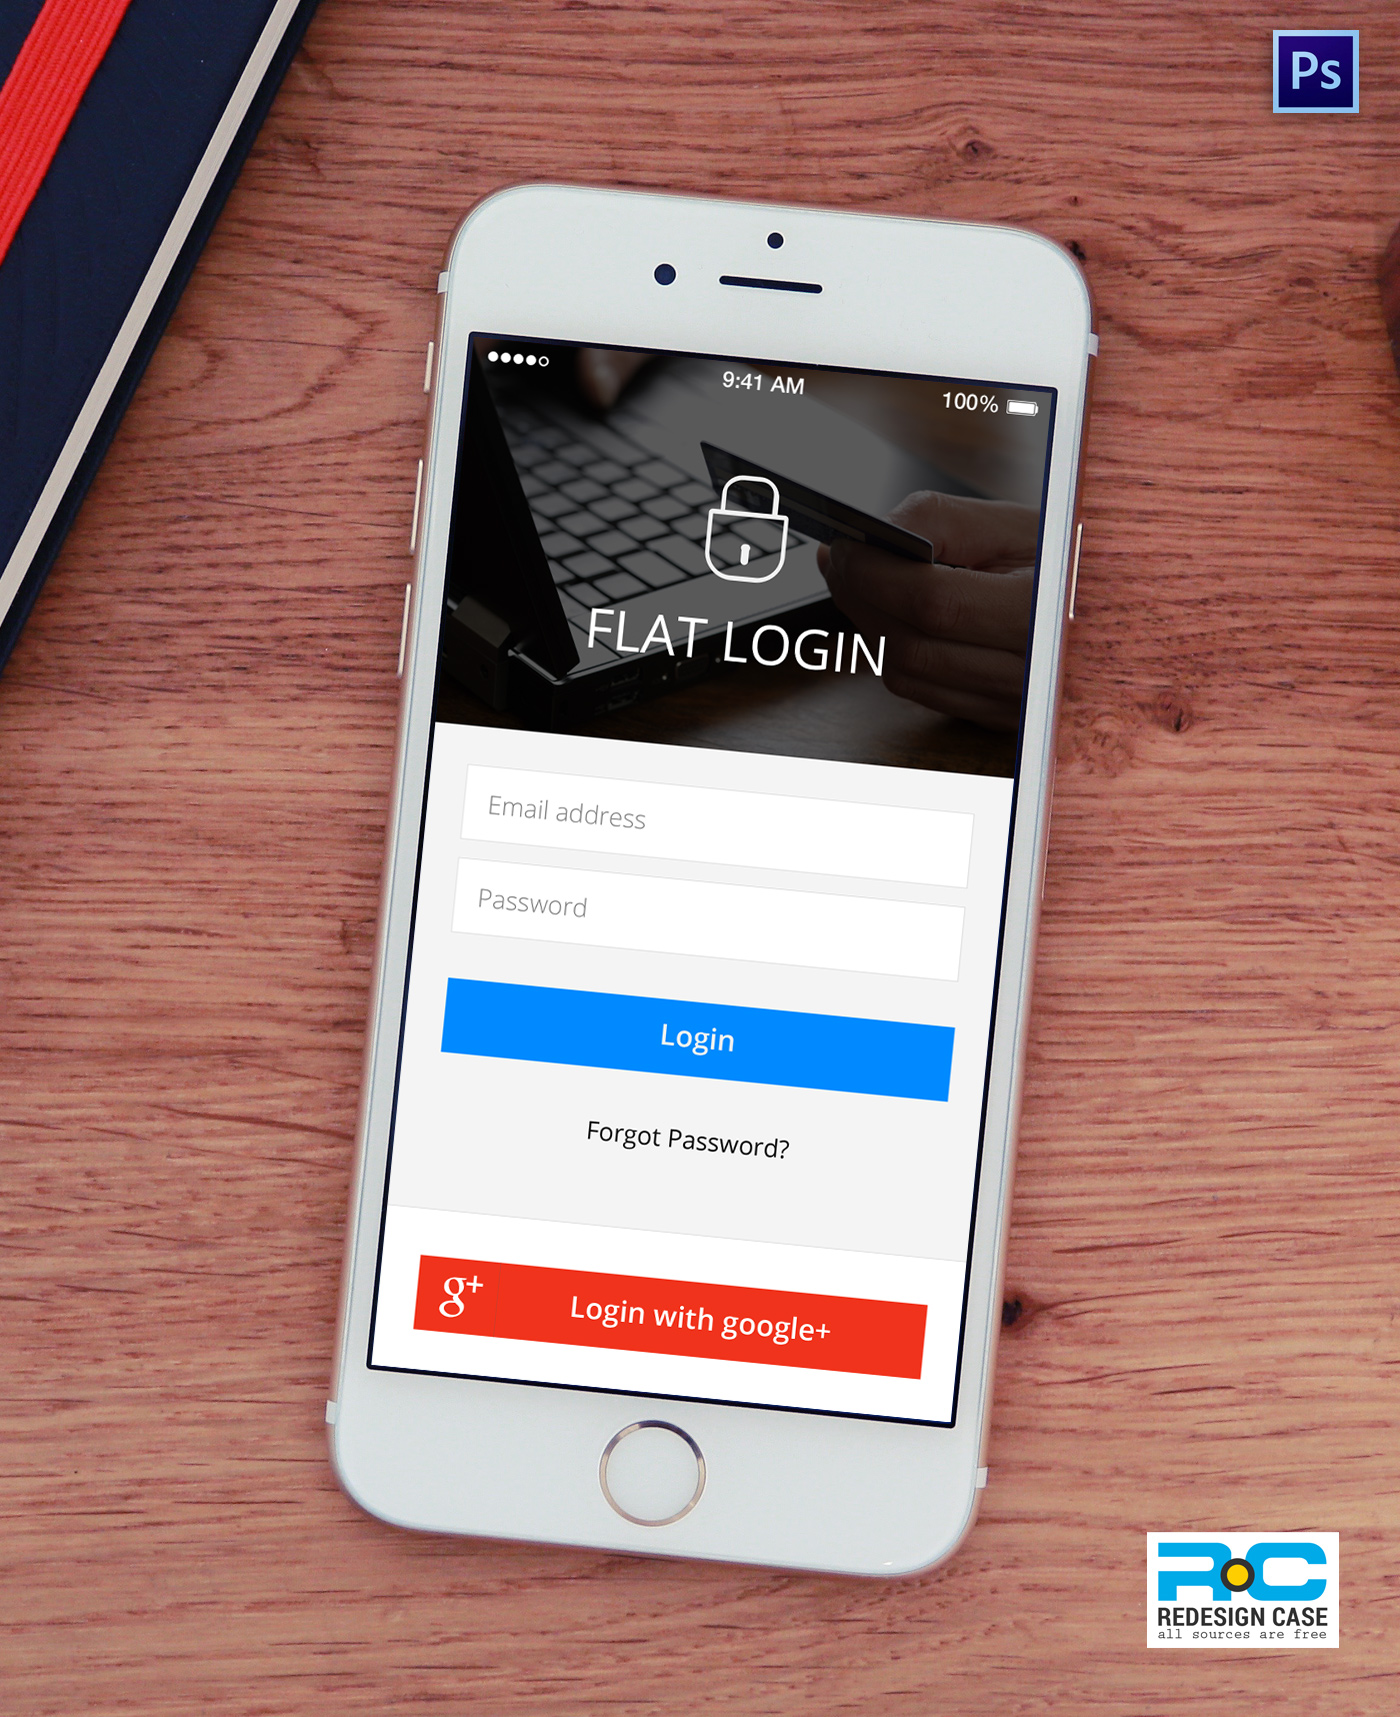 Ps
9:41 AM
100%
FLAT LOGIN
Email address
Password
Login
Forgot Password?
g+
Login with google+
RC
REDESIGN CASE
all sources are free